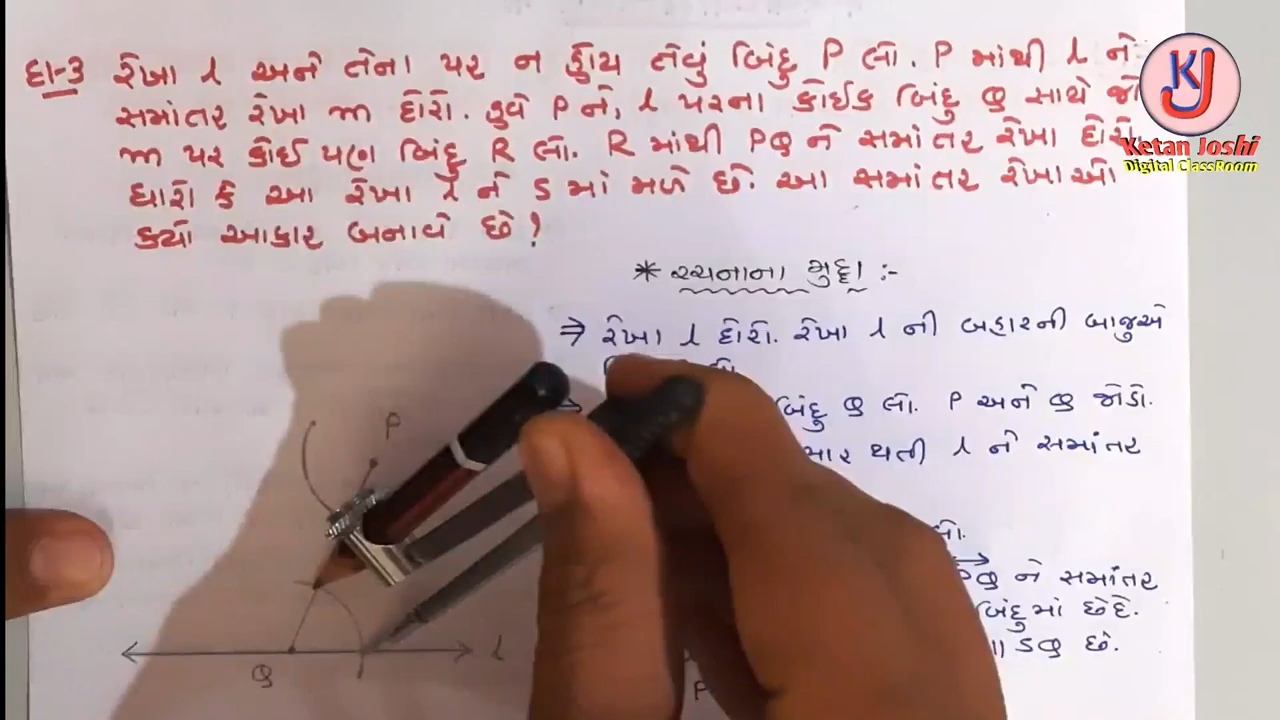 દા-3 રેખા l અને તેના પર ન હોય તેવું બિંદુ P લો. P માંથી l ને
સમાંતર રેખા m દોરો. હવે P ને, l પરના કોઈક બિંદુ Q સાથે જો
m પર કોઈ પણ બિંદુ R લો. R માંથી PQ ને સમાંતર રેખા દોરો.
ધારો કે આ રેખા l ને S માં મળે છે. આ સમાંતર રેખાઓ
ક્યો આકાર બનાવે છે?
KJ
Ketan Joshi
Digital ClassRoom
* રચનાના મુદ્દા :-
⇒ રેખા l દોરો. રેખા l ની બહારની બાજુએ
બિંદુ Q લો. P અને Q જોડો.
સાર થતી l ને સમાંતર
લો.
PQ ને સમાંતર
બિંદુમાં છેદે.
SQ છે.
P
P
Q
l